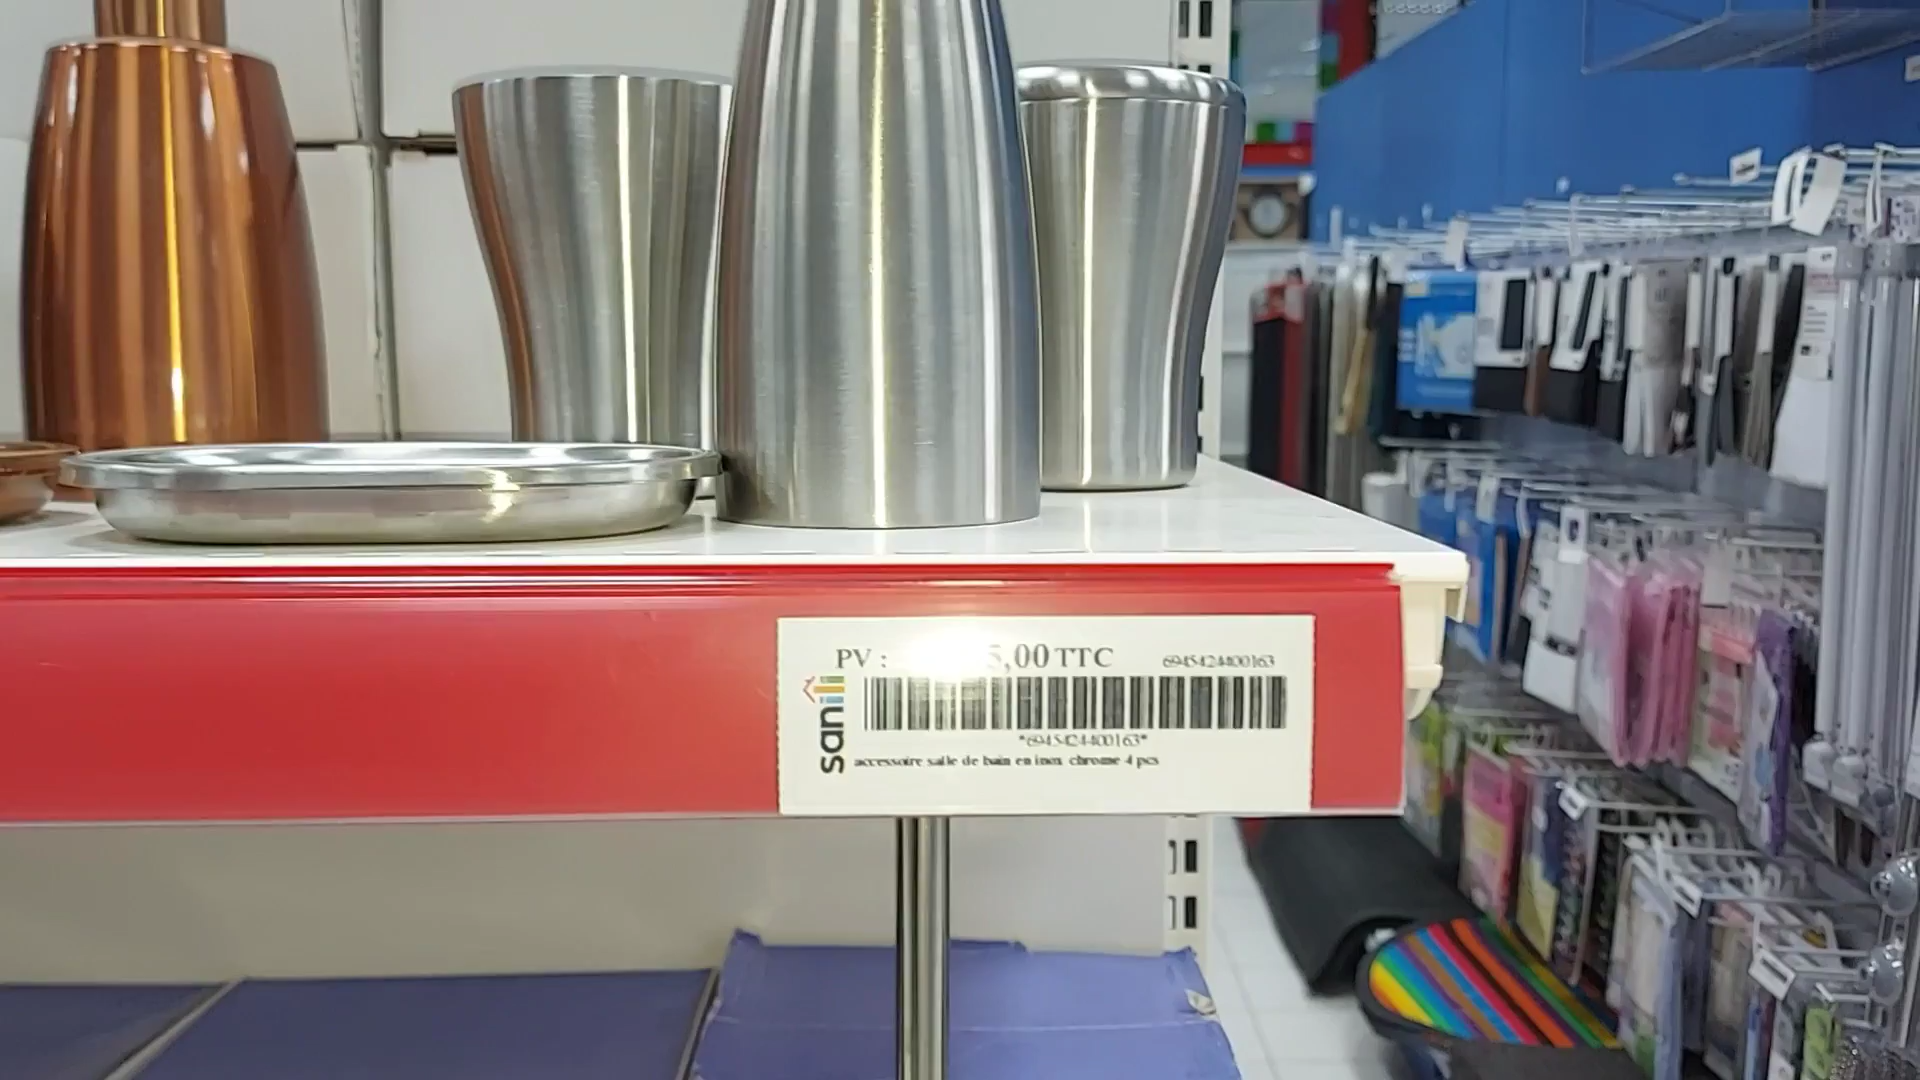 PV : 5,00 TTC 6945424400163
sanili
*6945424400163*
accessoire salle de bain en inox chrome 4 pcs